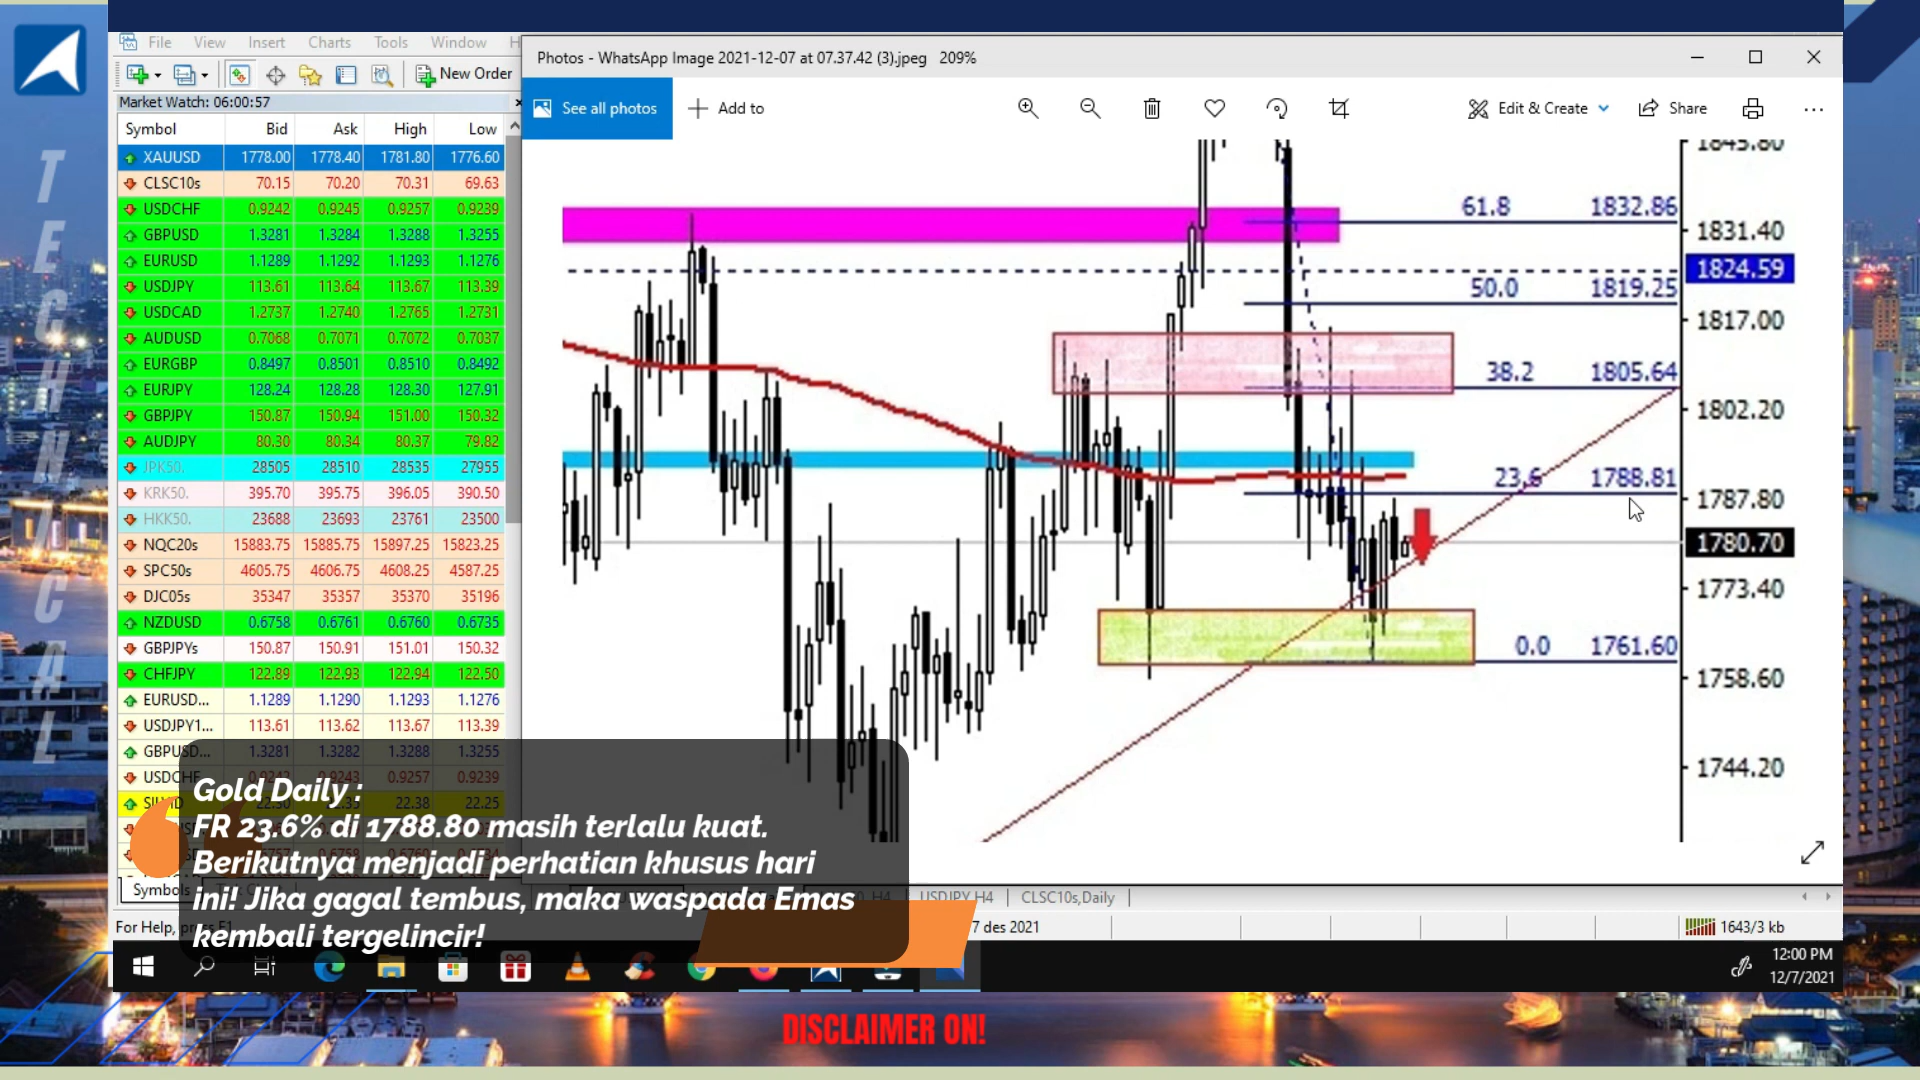 TECHNICAL
File View Insert Charts Tools Window H
New Order
Market Watch: 06:00:57
Symbol Bid Ask High Low
XAUUSD 1778.00 1778.40 1781.80 1776.60
CLSC10s 70.15 70.20 70.31 69.63
USDCHF 0.9242 0.9245 0.9257 0.9239
GBPUSD 1.3281 1.3284 1.3288 1.3255
EURUSD 1.1289 1.1292 1.1293 1.1276
USDJPY 113.61 113.64 113.67 113.39
USDCAD 1.2737 1.2740 1.2765 1.2731
AUDUSD 0.7068 0.7071 0.7072 0.7037
EURGBP 0.8497 0.8501 0.8510 0.8492
EURJPY 128.24 128.28 128.30 127.91
GBPJPY 150.87 150.94 151.00 150.32
AUDJPY 80.30 80.34 80.37 79.82
JPK50. 28505 28510 28535 27955
KRK50. 395.70 395.75 396.05 390.50
HKK50. 23688 23693 23761 23500
NQC20s 15883.75 15885.75 15897.25 15823.25
SPC50s 4605.75 4606.75 4608.25 4587.25
DJC05s 35347 35357 35370 35196
NZDUSD 0.6758 0.6761 0.6760 0.6735
GBPJPYs 150.87 150.91 151.01 150.32
CHFJPY 122.89 122.93 122.94 122.50
EURUSD... 1.1289 1.1290 1.1293 1.1276
USDJPY1... 113.61 113.62 113.67 113.39
GBPUSD... 1.3281 1.3282 1.3288 1.3255
USDCHF 0.9242 0.9243 0.9257 0.9239
22.38 22.25
Symbols
For Help, press F1
Photos - WhatsApp Image 2021-12-07 at 07.37.42 (3).jpeg 209%
See all photos Add to Edit & Create Share
1845.80
61.8 1832.86
1831.40
1824.59
50.0 1819.25
1817.00
38.2 1805.64
1802.20
23.6 1788.81
1787.80
1780.70
1773.40
0.0 1761.60
1758.60
1744.20
Gold Daily :
FR 23.6% di 1788.80 masih terlalu kuat.
Berikutnya menjadi perhatian khusus hari
ini! Jika gagal tembus, maka waspada Emas
kembali tergelincir!
H4 USDJPY H4 CLSC10s,Daily
7 des 2021
1643/3 kb
12:00 PM
12/7/2021
DISCLAIMER ON!